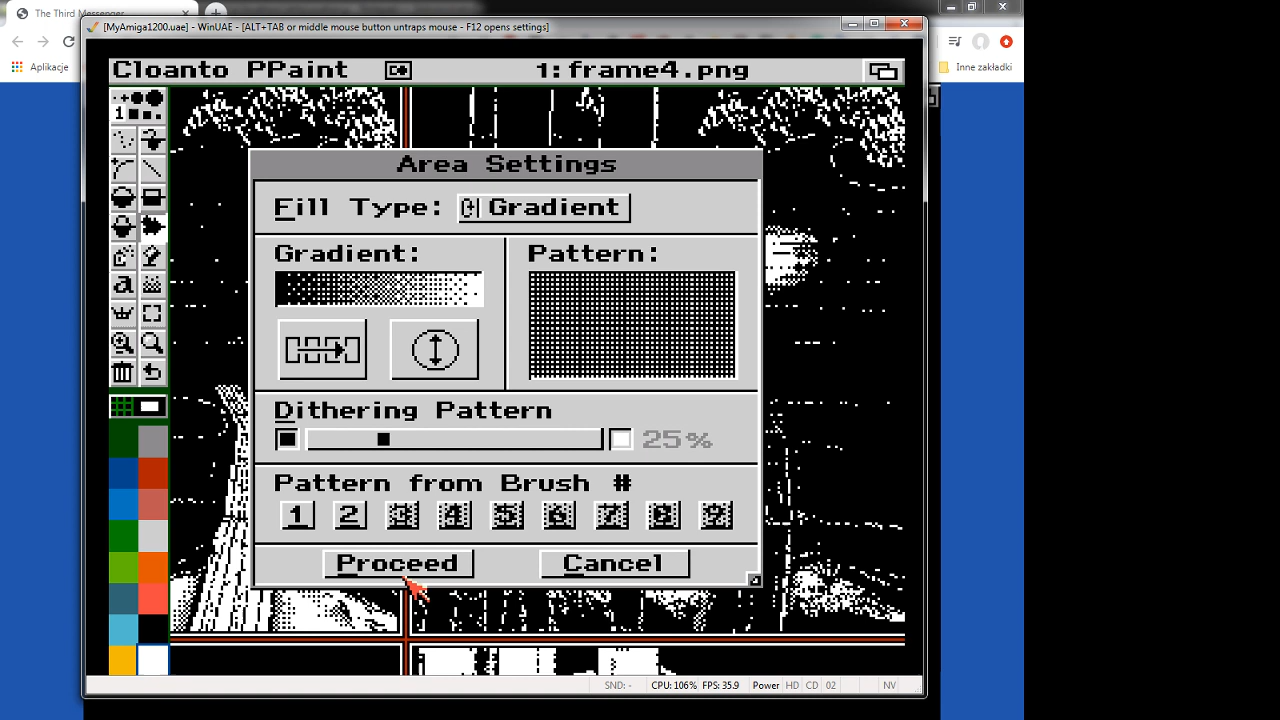 The Third Messenger
[MyAmiga1200.uae] - WinUAE - [ALT+TAB or middle mouse button untraps mouse - F12 opens settings]
Aplikacje
Inne zakładki
Cloanto PPaint
1:frame4.png
1
a
Area Settings
Fill Type: Gradient
Gradient:
Pattern:
Dithering Pattern
25%
Pattern from Brush #
1 2 3 4 5 6 7 8 9
Proceed
Cancel
SND: - CPU: 106% FPS: 35.9 Power HD CD 02 NV